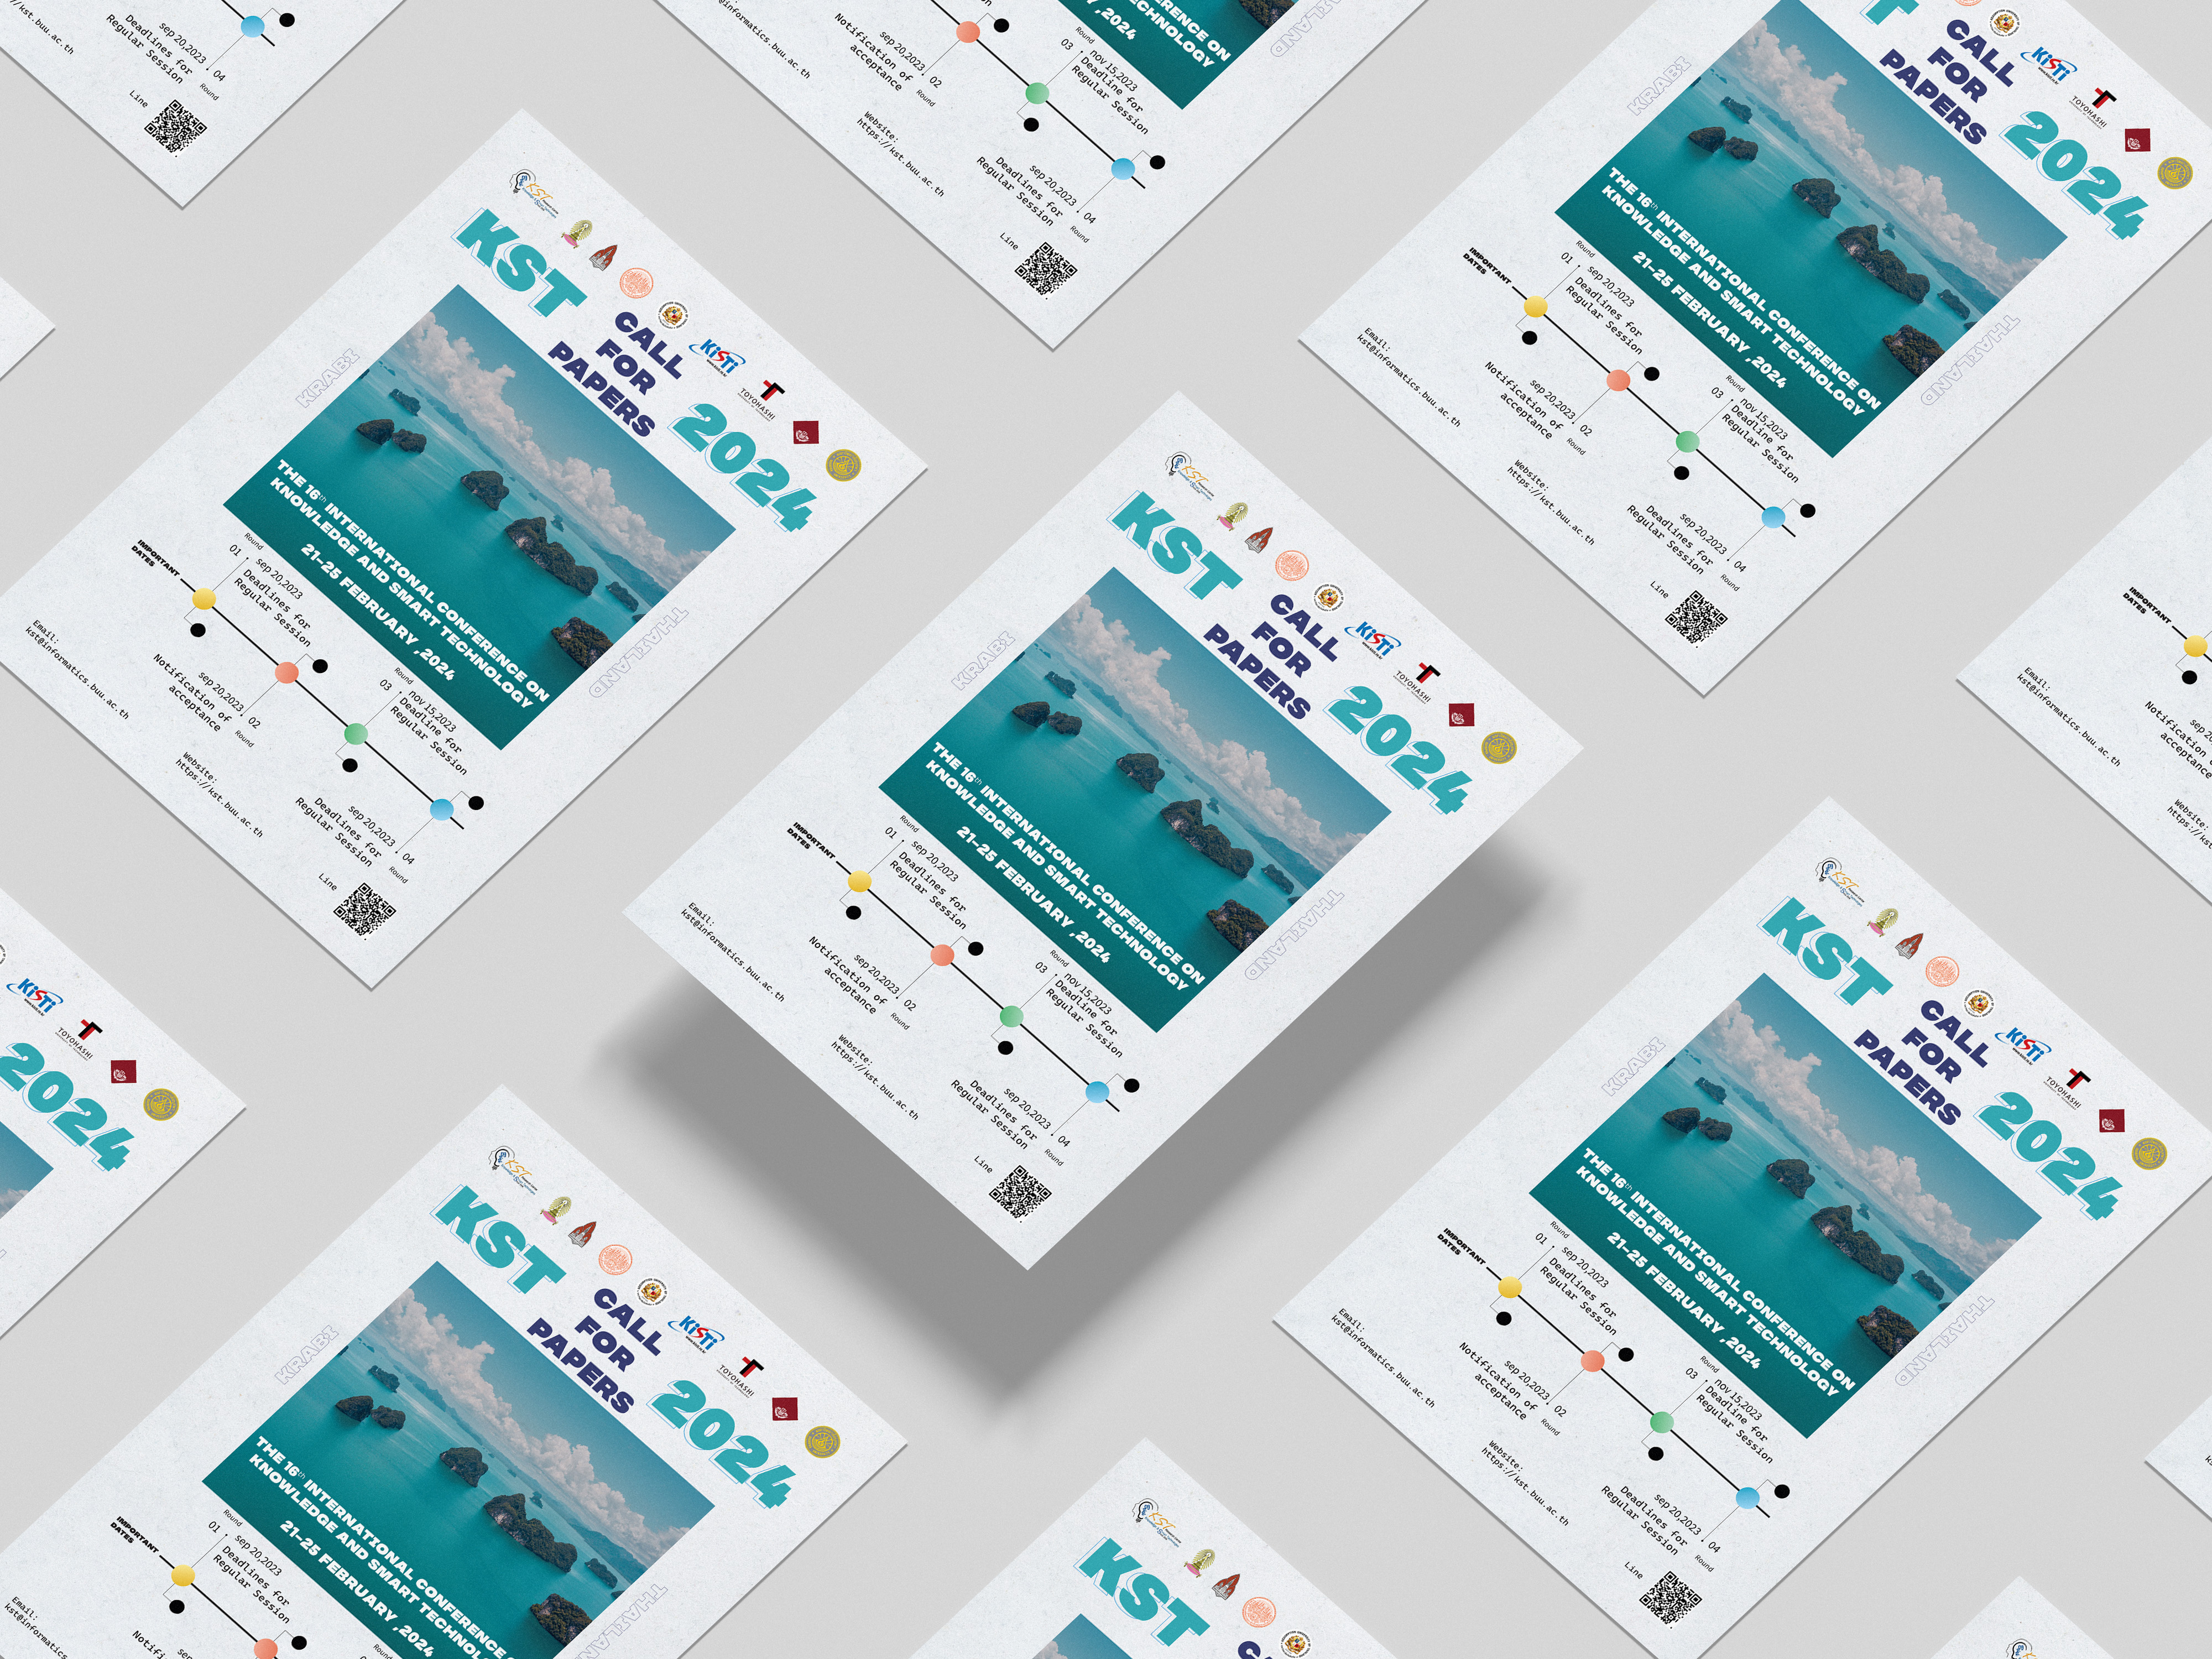 KST
CALL
FOR
PAPERS
2024
KiSTi
TOYOHASHI
KRABI
THAILAND
THE 16th INTERNATIONAL CONFERENCE ON
KNOWLEDGE AND SMART TECHNOLOGY
21-25 FEBRUARY ,2024
IMPORTANT
DATES
Round
01
sep 20,2023
Deadlines for
Regular Session
sep 20,2023
Notification of
acceptance
02
Round
Round
03
nov 15,2023
Deadline for
Regular Session
sep 20,2023
Deadlines for
Regular Session
04
Round
Email:
kst@informatics.buu.ac.th
Website:
https://kst.buu.ac.th
Line